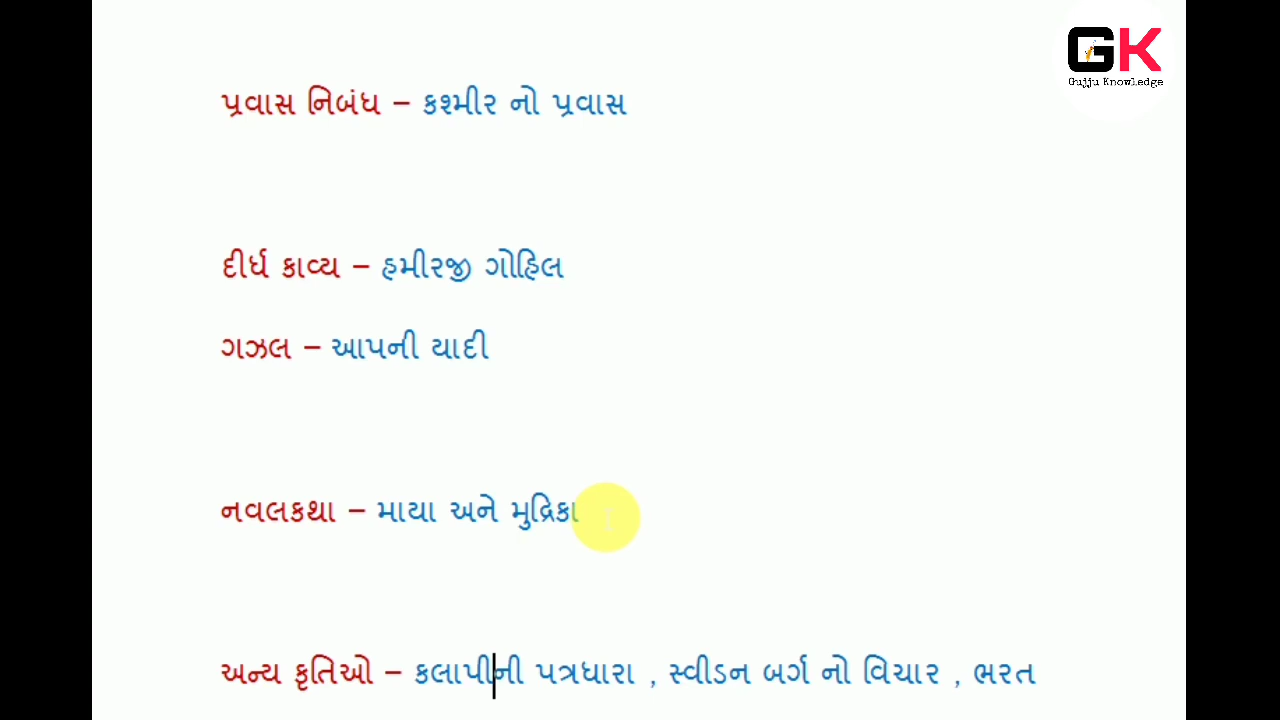 GK
Gujju Knowledge
પ્રવાસ નિબંધ – કશ્મીર નો પ્રવાસ
દીર્ધ કાવ્ય – હમીરજી ગોહિલ
ગઝલ – આપની યાદી
નવલકથા – માયા અને મુદ્રિકા
અન્ય કૃતિઓ – કલાપીની પત્રધારા , સ્વીડન બર્ગ નો વિચાર , ભરત